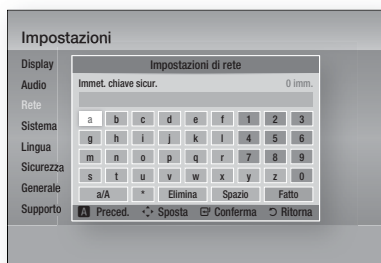 Impostazioni
Display
Audio
Rete
Sistema
Lingua
Sicurezza
Generale
Supporto
Impostazioni di rete
Immet. chiave sicur. 0 imm.
a b c d e f 1 2 3
g h i j k l 4 5 6
m n o p q r 7 8 9
s t u v w x y z 0
a/A * Elimina Spazio Fatto
A Preced. Sposta Conferma Ritorna